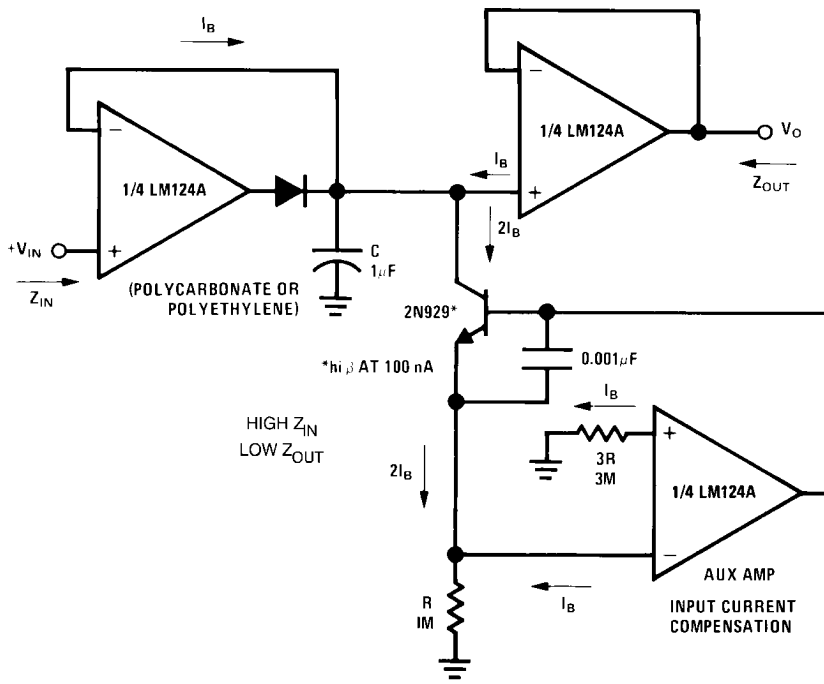 I_B
−
1/4 LM124A
+V_IN
+
Z_IN
C
1μF
(POLYCARBONATE OR
POLYETHYLENE)
−
1/4 LM124A
+
I_B
V_O
Z_OUT
2I_B
2N929*
*hi β AT 100 nA
0.001μF
HIGH Z_IN
LOW Z_OUT
I_B
3R
3M
+
1/4 LM124A
−
2I_B
I_B
AUX AMP
INPUT CURRENT
COMPENSATION
R
1M